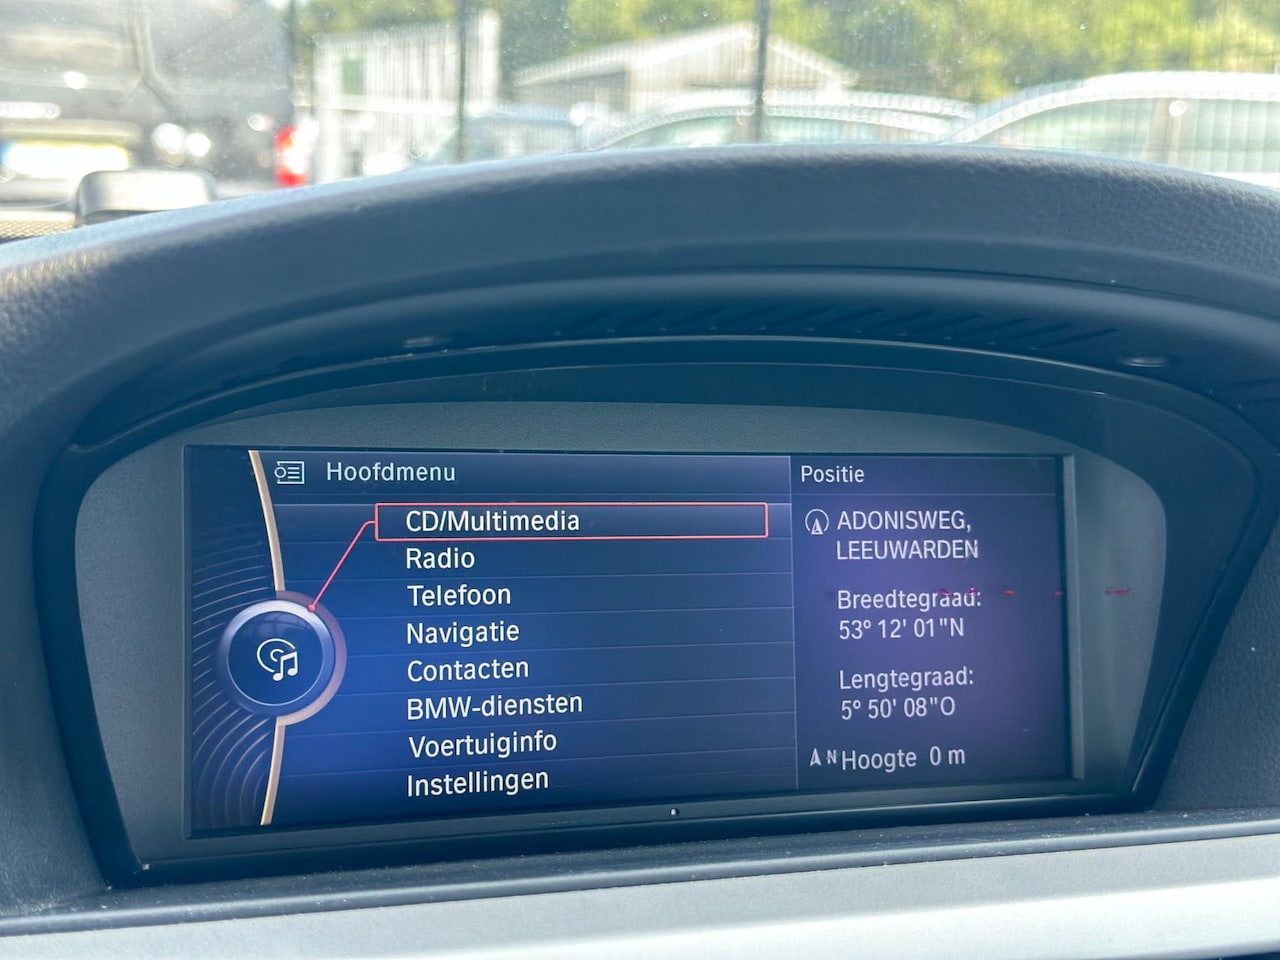 Hoofdmenu
CD/Multimedia
Radio
Telefoon
Navigatie
Contacten
BMW-diensten
Voertuiginfo
Instellingen
Positie
ADONISWEG,
LEEUWARDEN
Breedtegraad:
53° 12' 01"N
Lengtegraad:
5° 50' 08"O
N Hoogte 0 m